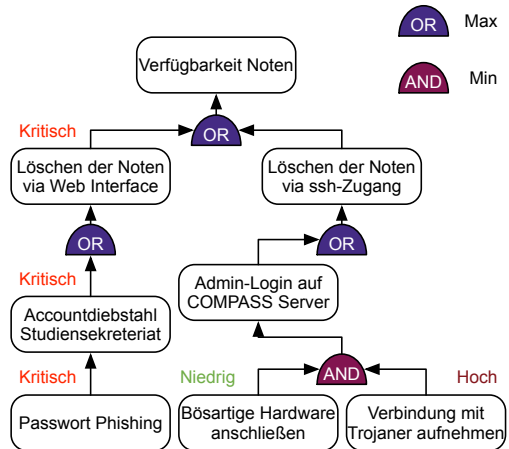 OR Max
Verfügbarkeit Noten
AND Min
Kritisch
OR
Löschen der Noten
via Web Interface
Löschen der Noten
via ssh-Zugang
OR
OR
Kritisch
Admin-Login auf
COMPASS Server
Accountdiebstahl
Studiensekreteriat
Kritisch
Niedrig
AND
Hoch
Passwort Phishing
Bösartige Hardware
anschließen
Verbindung mit
Trojaner aufnehmen